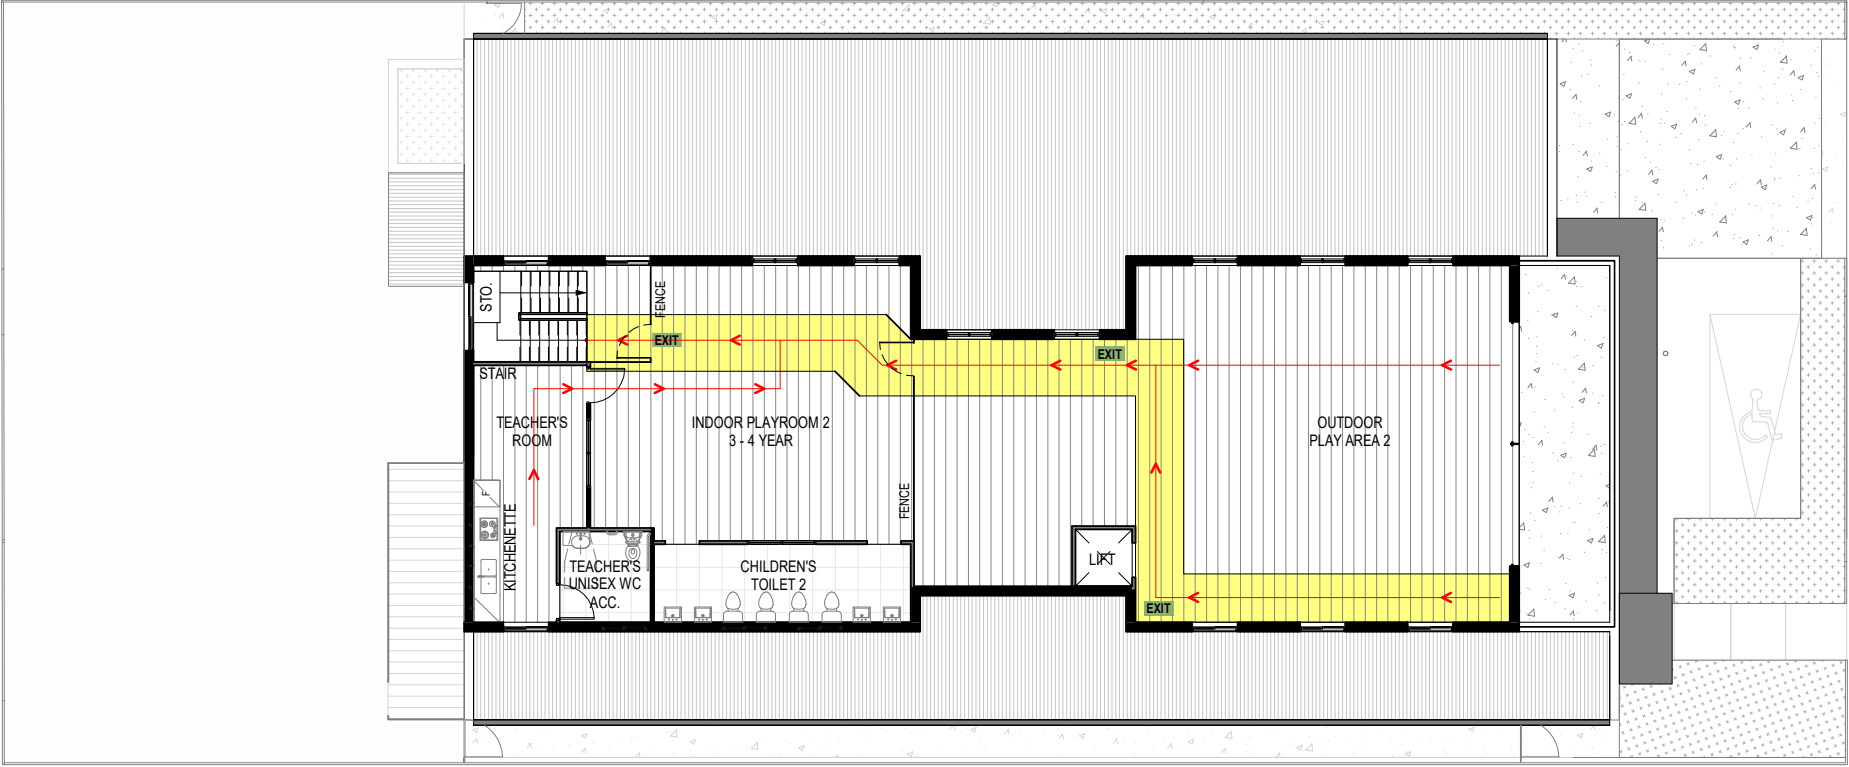 STO.
FENCE
EXIT
EXIT
STAIR
TEACHER'S
ROOM
INDOOR PLAYROOM 2
3 - 4 YEAR
OUTDOOR
PLAY AREA 2
F
KITCHENETTE
FENCE
TEACHER'S
UNISEX WC
ACC.
CHILDREN'S
TOILET 2
LIFT
EXIT